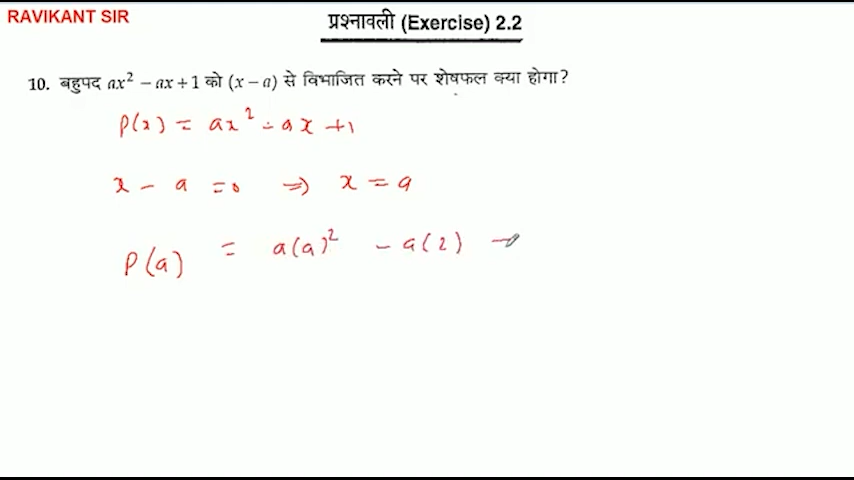 RAVIKANT SIR
प्रश्नावली (Exercise) 2.2
10. बहुपद ax² – ax + 1 को (x – a) से विभाजित करने पर शेषफल क्या होगा?
P(x) = ax² - ax + 1
x - a = 0 ⇒ x = a
P(a) = a(a)² - a(2)